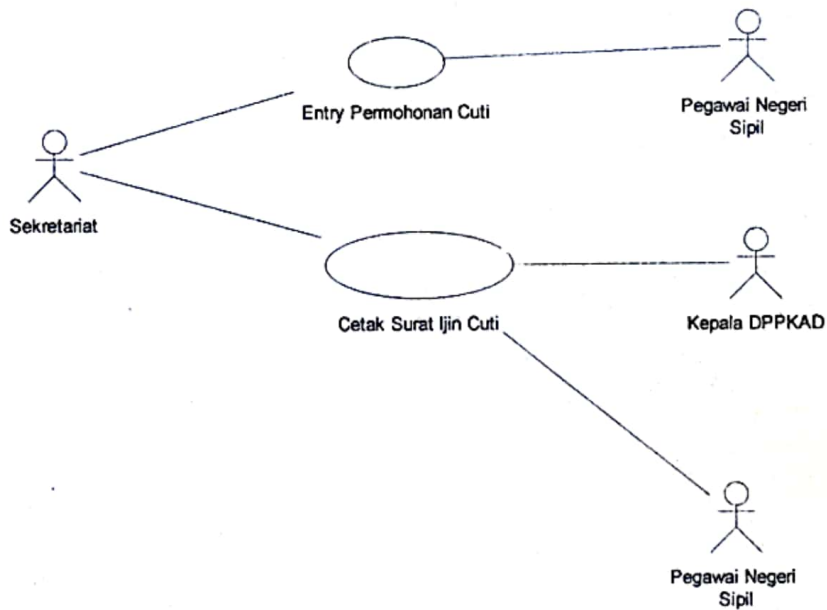 Entry Permohonan Cuti
Pegawai Negeri
Sipil
Sekretariat
Cetak Surat Ijin Cuti
Kepala DPPKAD
Pegawai Negeri
Sipil